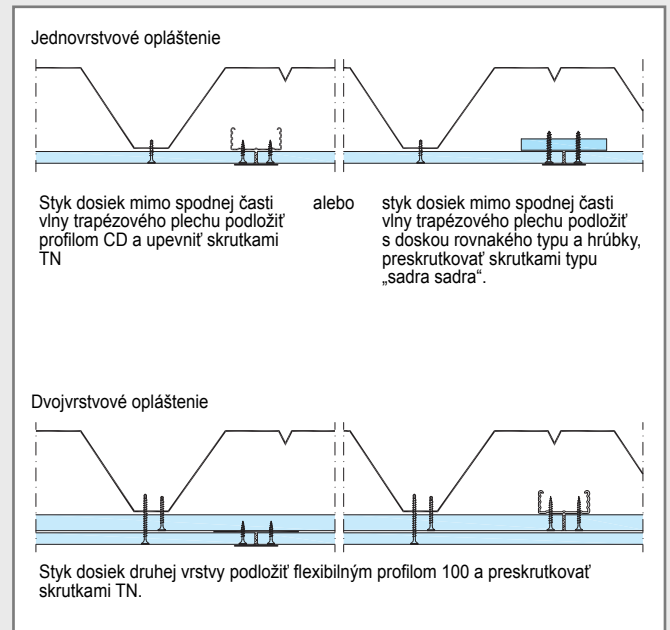 Jednovrstvové opláštenie
Styk dosiek mimo spodnej časti
vlny trapézového plechu podložiť
profilom CD a upevniť skrutkami
TN
alebo
styk dosiek mimo spodnej časti
vlny trapézového plechu podložiť
s doskou rovnakého typu a hrúbky,
preskrutkovať skrutkami typu
„sadra sadra“.
Dvojvrstvové opláštenie
Styk dosiek druhej vrstvy podložiť flexibilným profilom 100 a preskrutkovať
skrutkami TN.